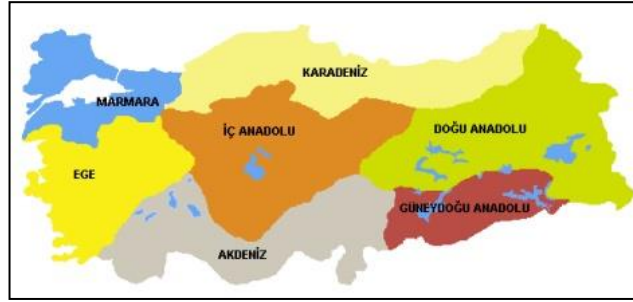 KARADENİZ
MARMARA
İÇ ANADOLU
DOĞU ANADOLU
EGE
GÜNEYDOĞU ANADOLU
AKDENİZ